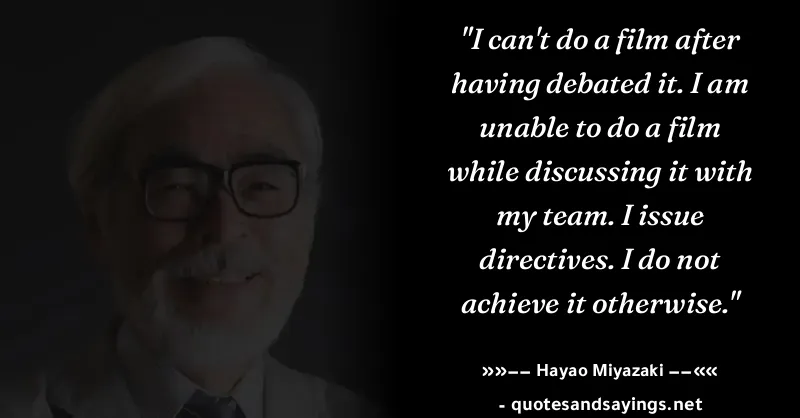 "I can't do a film after
having debated it. I am
unable to do a film
while discussing it with
my team. I issue
directives. I do not
achieve it otherwise."
»»–– Hayao Miyazaki ––««
- quotesandsayings.net